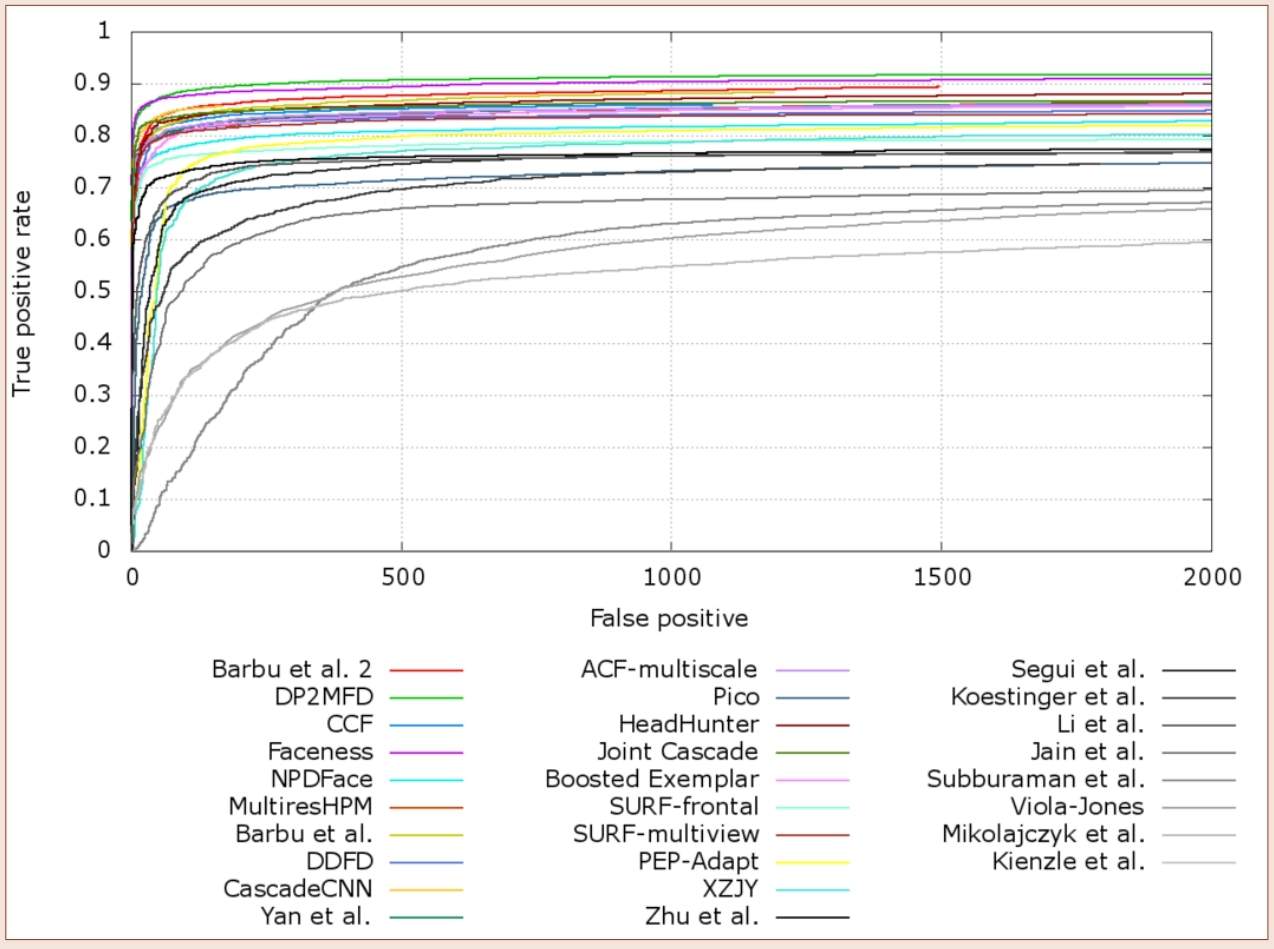 1
0.9
0.8
0.7
0.6
0.5
0.4
0.3
0.2
0.1
0
True positive rate
0 500 1000 1500 2000
False positive
Barbu et al. 2 ACF-multiscale Segui et al.
DP2MFD Pico Koestinger et al.
CCF HeadHunter Li et al.
Faceness Joint Cascade Jain et al.
NPDFace Boosted Exemplar Subburaman et al.
MultiresHPM SURF-frontal Viola-Jones
Barbu et al. SURF-multiview Mikolajczyk et al.
DDFD PEP-Adapt Kienzle et al.
CascadeCNN XZJY
Yan et al. Zhu et al.